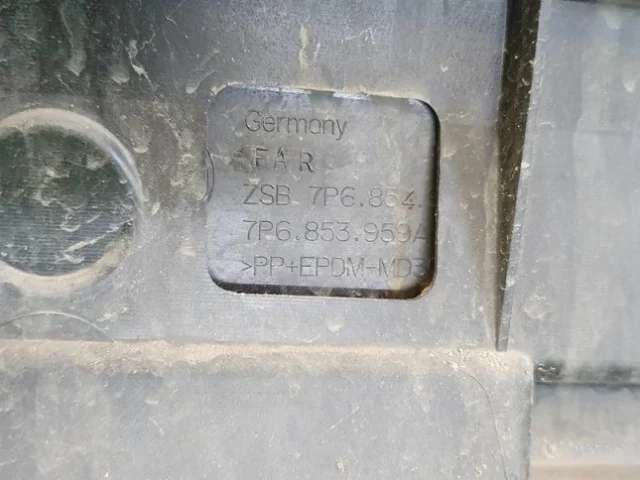 Germany
FAR
ZSB 7P6.854.
7P6.853.959A
>PP+EPDM-MD3